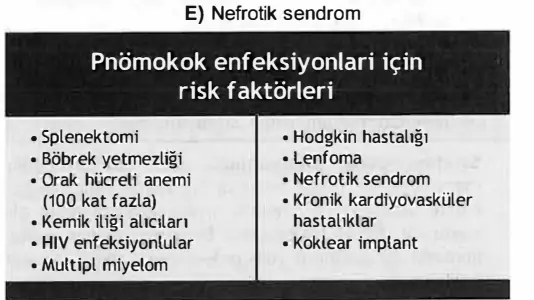 E) Nefrotik sendrom
Pnömokok enfeksiyonlari için
risk faktörleri
• Splenektomi
• Böbrek yetmezliği
• Orak hücreli anemi
(100 kat fazla)
• Kemik iliği alıcıları
• HIV enfeksiyonlular
• Multipl miyelom
• Hodgkin hastalığı
• Lenfoma
• Nefrotik sendrom
• Kronik kardiyovasküler
hastalıklar
• Koklear implant